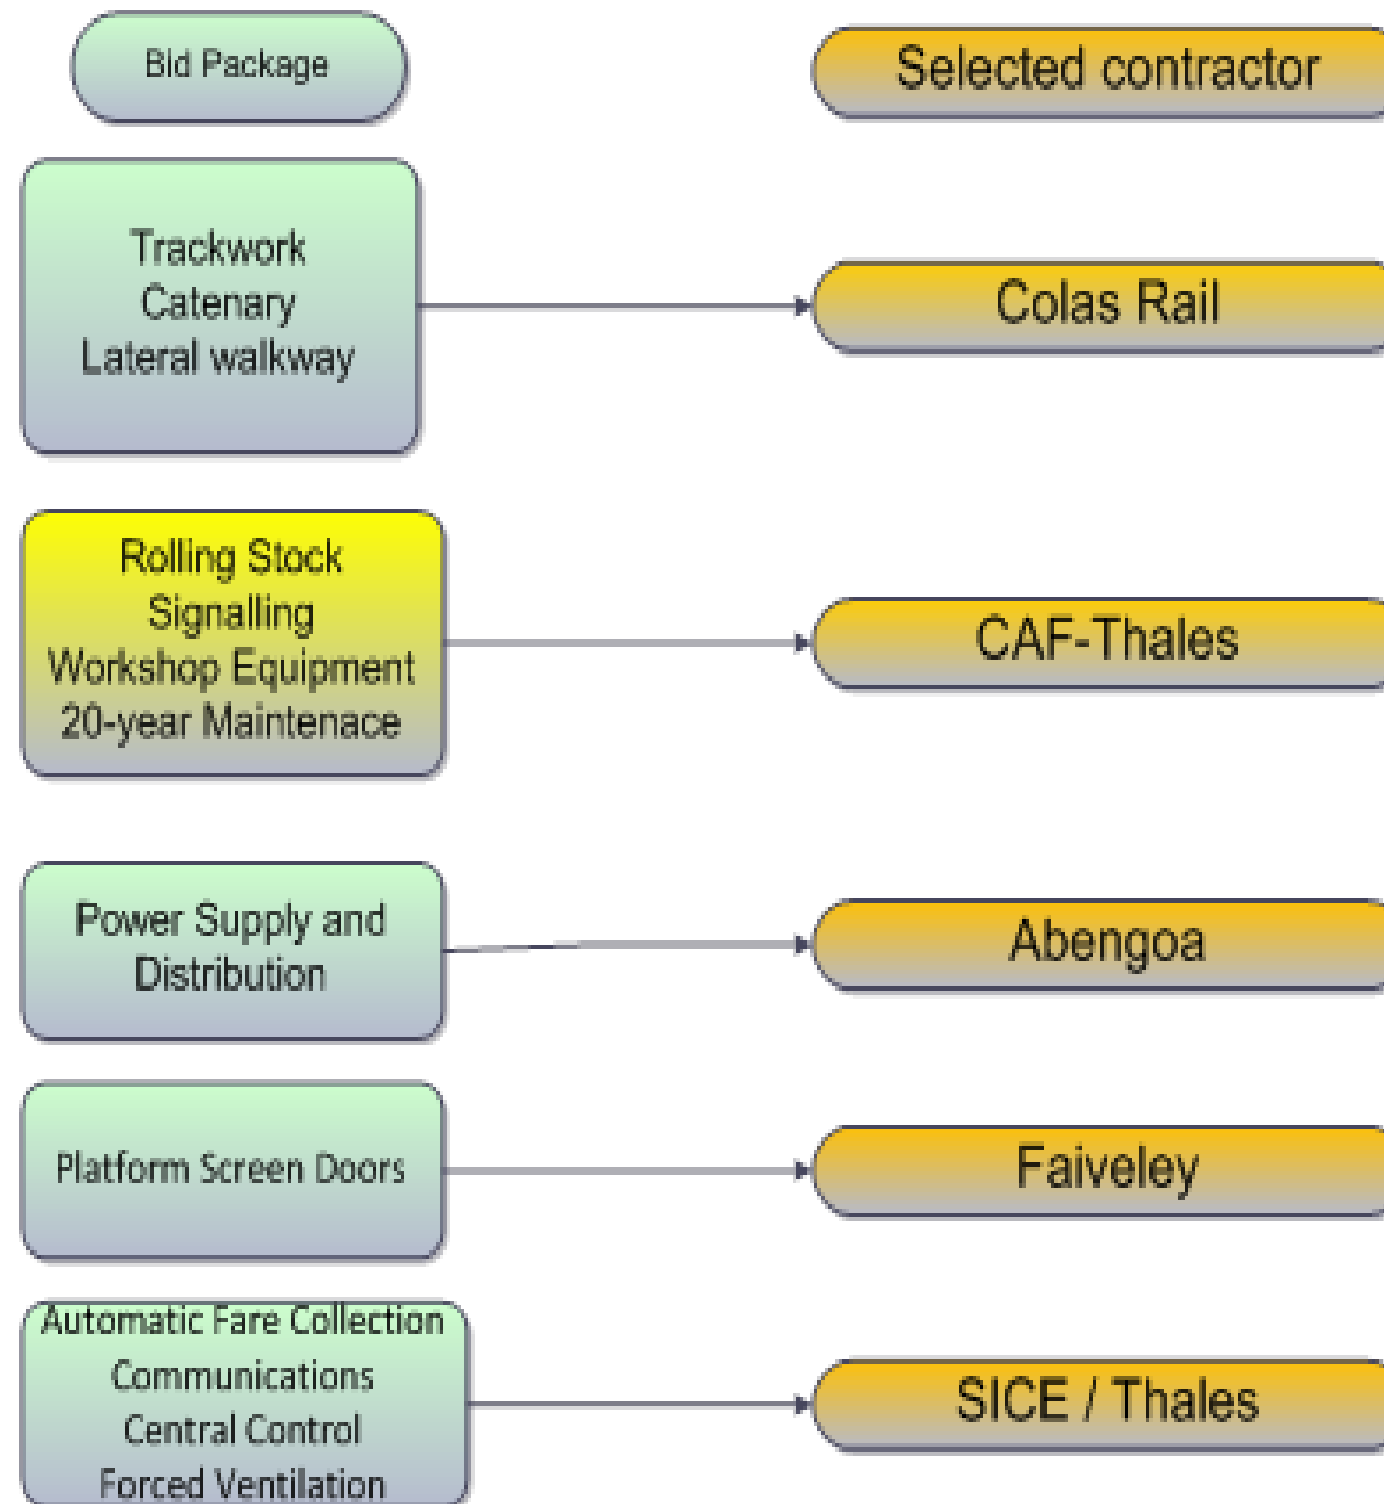 Bid Package
Selected contractor
Trackwork
Catenary
Lateral walkway
Colas Rail
Rolling Stock
Signalling
Workshop Equipment
20-year Maintenace
CAF-Thales
Power Supply and
Distribution
Abengoa
Platform Screen Doors
Faiveley
Automatic Fare Collection
Communications
Central Control
Forced Ventilation
SICE / Thales